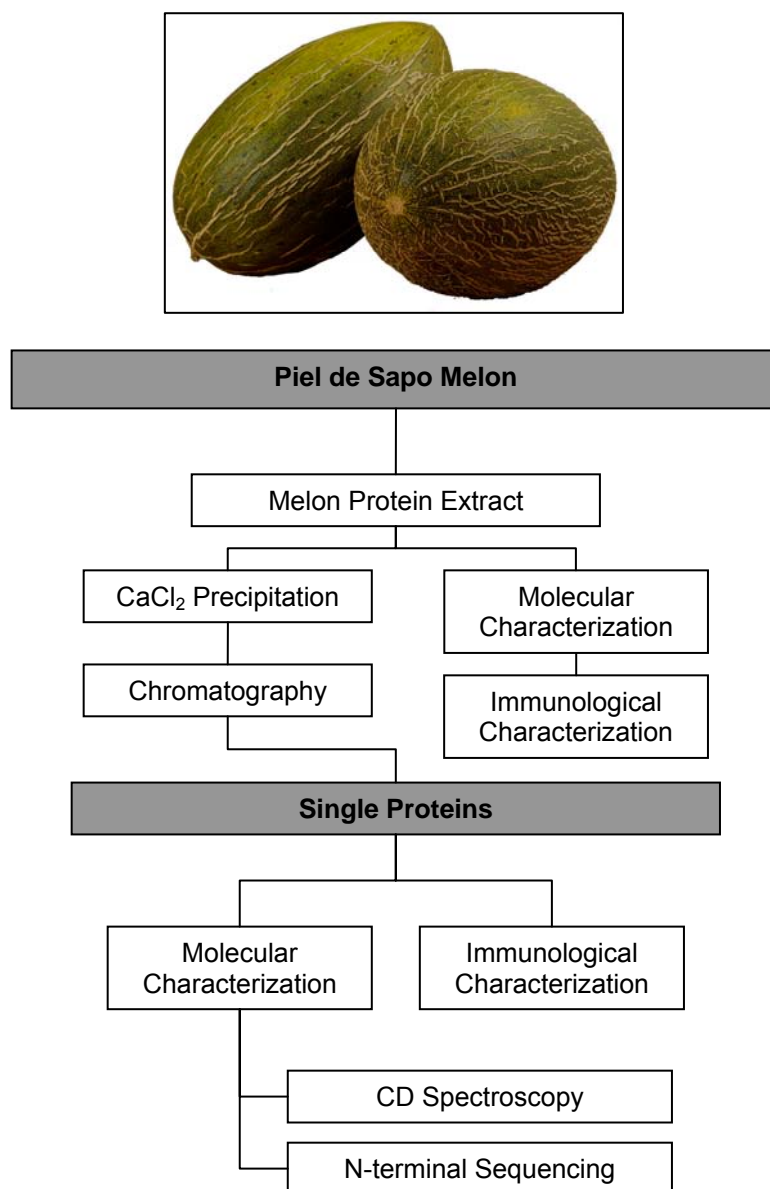 Piel de Sapo Melon
Melon Protein Extract
CaCl₂ Precipitation
Molecular
Characterization
Chromatography
Immunological
Characterization
Single Proteins
Molecular
Characterization
Immunological
Characterization
CD Spectroscopy
N-terminal Sequencing